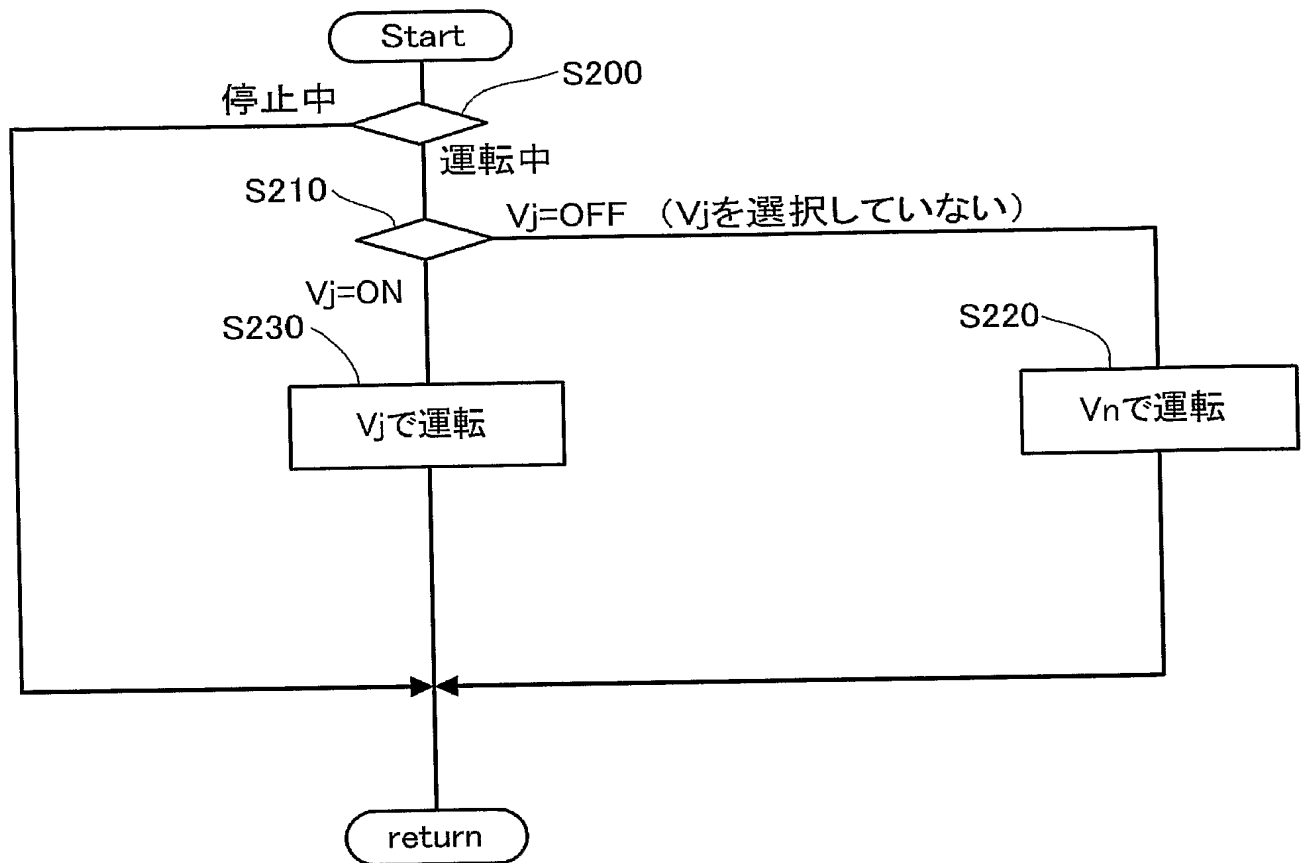 Start
S200
停止中
運転中
S210
Vj=OFF (Vjを選択していない)
Vj=ON
S230
S220
Vjで運転
Vnで運転
return